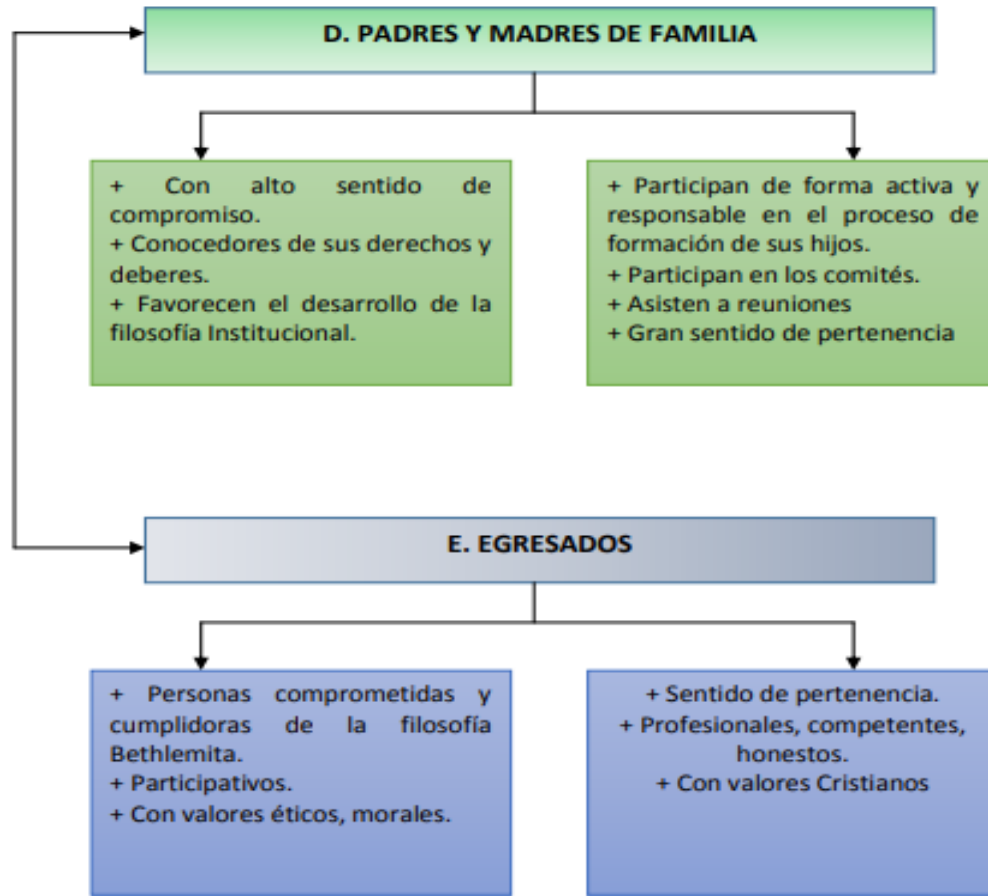 D. PADRES Y MADRES DE FAMILIA
+ Con alto sentido de
compromiso.
+ Conocedores de sus derechos y
deberes.
+ Favorecen el desarrollo de la
filosofía Institucional.
+ Participan de forma activa y
responsable en el proceso de
formación de sus hijos.
+ Participan en los comités.
+ Asisten a reuniones
+ Gran sentido de pertenencia
E. EGRESADOS
+ Personas comprometidas y
cumplidoras de la filosofía
Bethlemita.
+ Participativos.
+ Con valores éticos, morales.
+ Sentido de pertenencia.
+ Profesionales, competentes,
honestos.
+ Con valores Cristianos